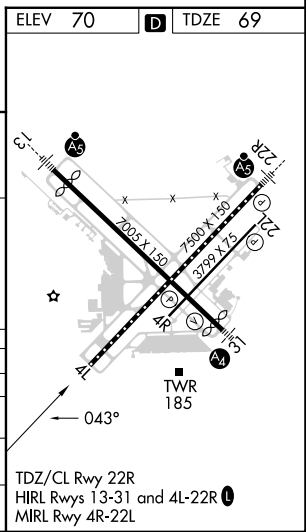 ELEV 70
D
TDZE 69
13
A5
A5
22R
7005 X 150
7500 X 150
P
3799 X 75
22L
P
P
4R
V
31
A4
4L
TWR
185
043°
TDZ/CL Rwy 22R
HIRL Rwys 13-31 and 4L-22R L
MIRL Rwy 4R-22L